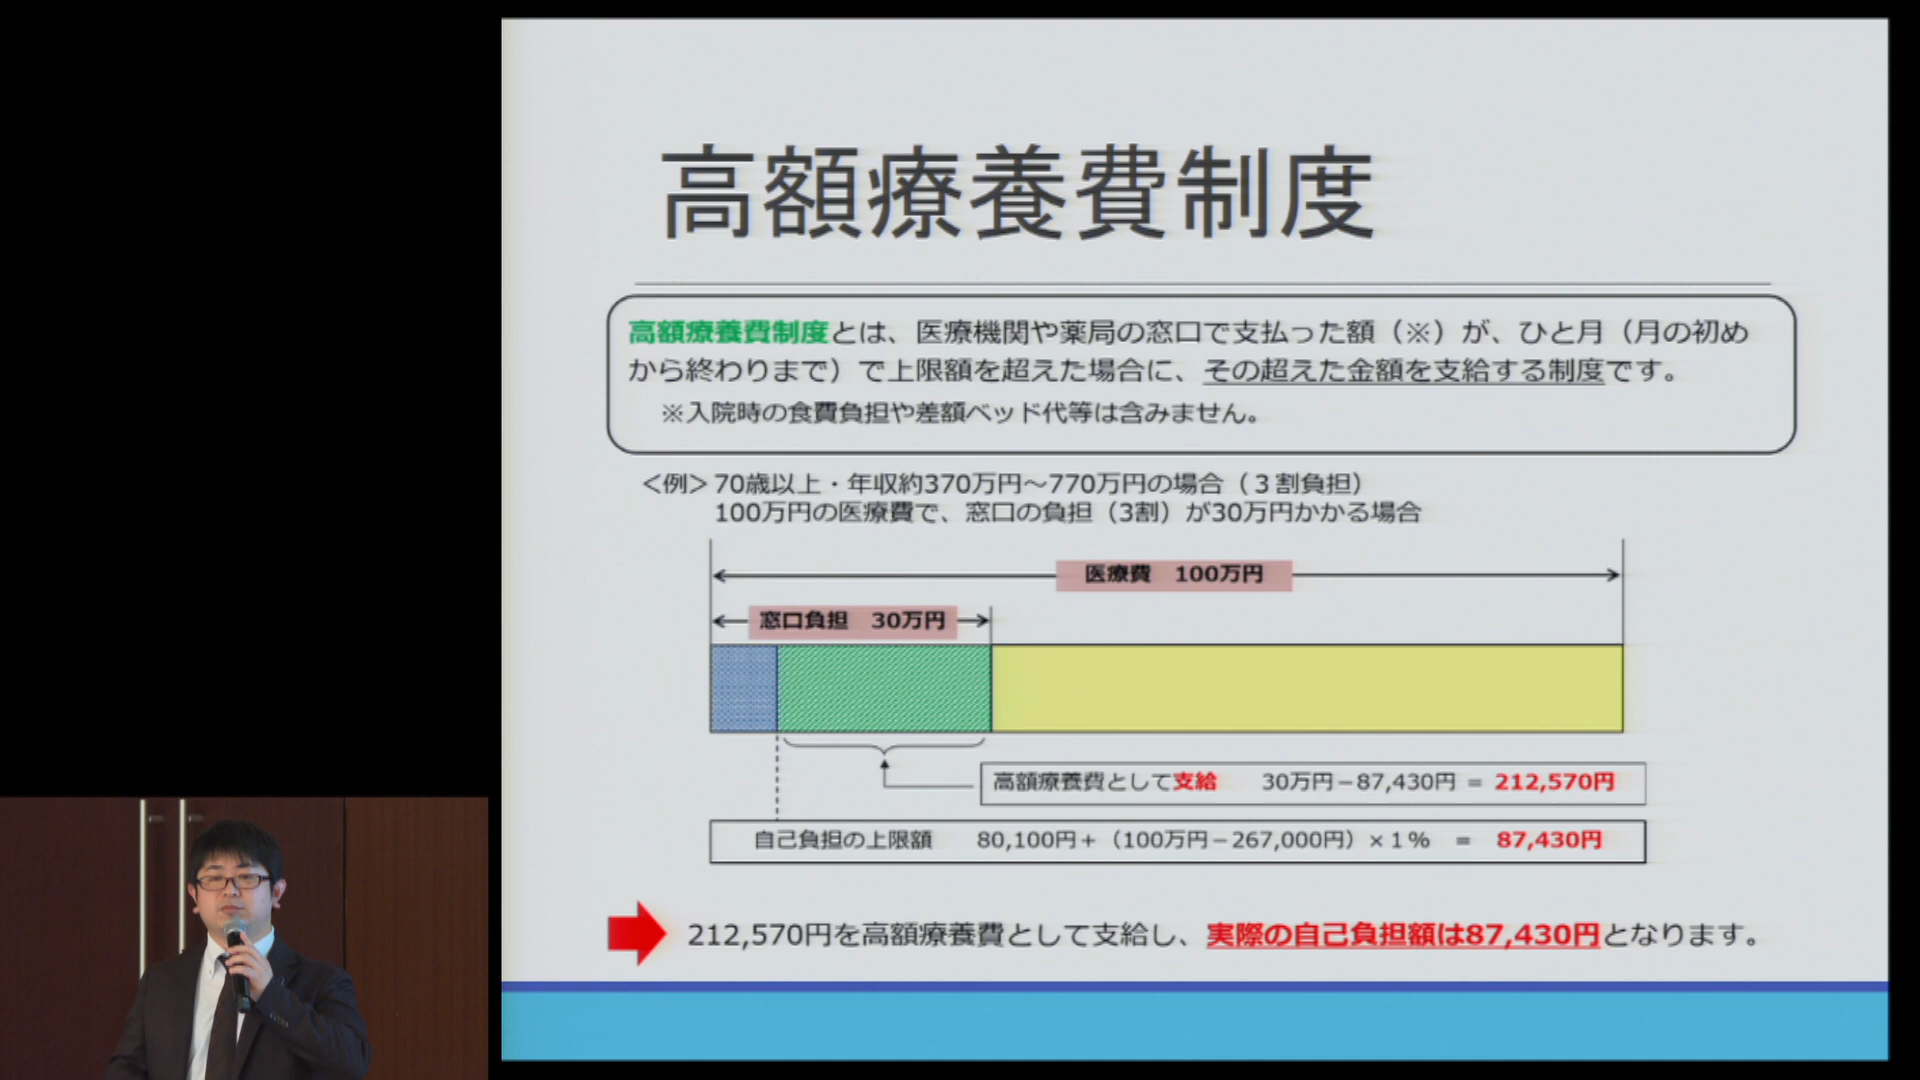 高額療養費制度
高額療養費制度とは、医療機関や薬局の窓口で支払った額（※）が、ひと月（月の初め
から終わりまで）で上限額を超えた場合に、その超えた金額を支給する制度です。
※入院時の食費負担や差額ベッド代等は含みません。
＜例＞70歳以上・年収約370万円～770万円の場合（３割負担）
100万円の医療費で、窓口の負担（3割）が30万円かかる場合
医療費　100万円
窓口負担　30万円
高額療養費として支給　30万円－87,430円 ＝ 212,570円
自己負担の上限額　80,100円＋（100万円－267,000円）×１％　＝　87,430円
212,570円を高額療養費として支給し、実際の自己負担額は87,430円となります。